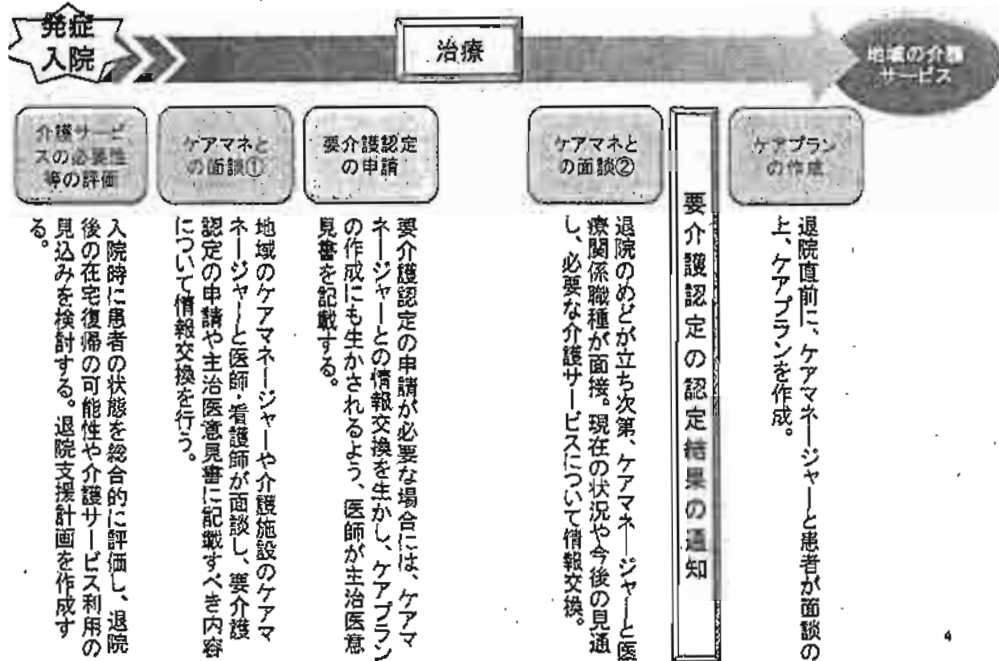 発症
入院
治療
地域の介護
サービス
介護サービ
スの必要性
等の評価
入院時に患者の状態を総合的に評価し、退院
後の在宅復帰の可能性や介護サービス利用の
見込みを検討する。退院支援計画を作成す
る。
ケアマネと
の面談①
地域のケアマネージャーや介護施設のケアマ
ネージャーと医師・看護師が面談し、要介護
認定の申請や主治医意見書に記載すべき内容
について情報交換を行う。
要介護認定
の申請
要介護認定の申請が必要な場合には、ケアマ
ネージャーとの情報交換を生かし、ケアプラン
の作成にも生かされるよう、医師が主治医意
見書を記載する。
ケアマネと
の面談②
退院のめどが立ち次第、ケアマネージャーと医
療関係職種が面接。現在の状況や今後の見通
し、必要な介護サービスについて情報交換。
要介護認定の認定結果の通知
ケアプラン
の作成
退院直前に、ケアマネージャーと患者が面談の
上、ケアプランを作成。
4